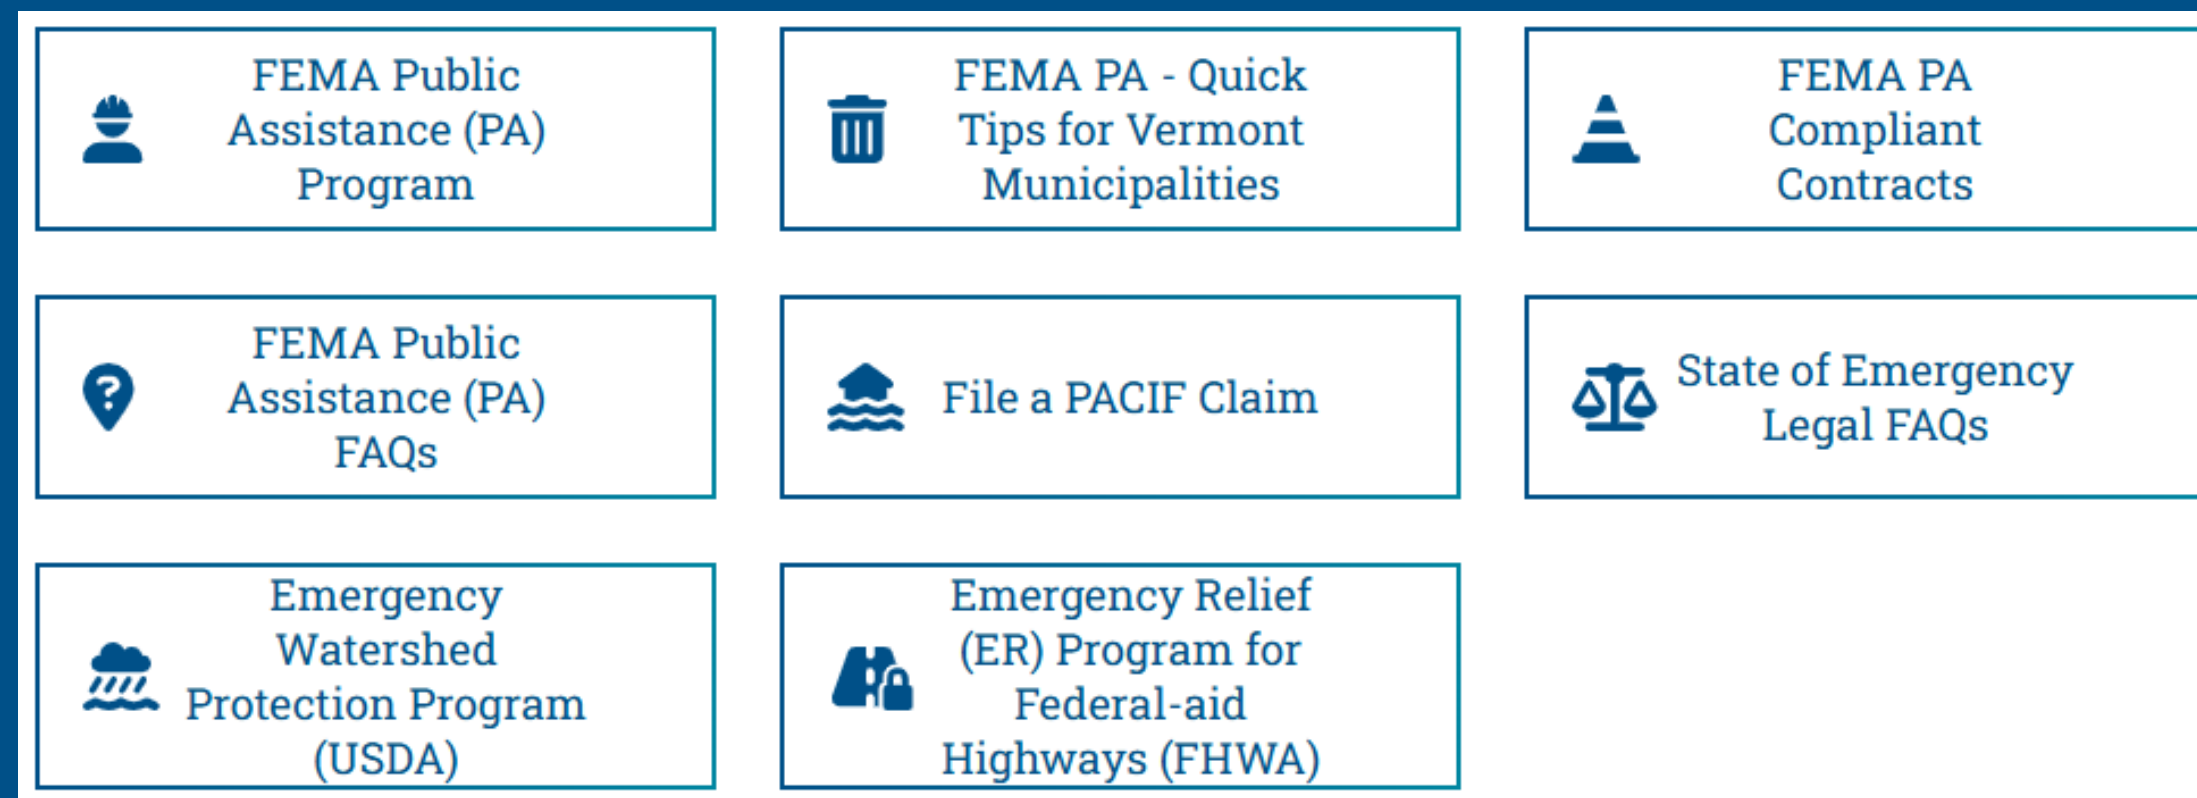 FEMA Public
Assistance (PA)
Program
FEMA PA - Quick
Tips for Vermont
Municipalities
FEMA PA
Compliant
Contracts
FEMA Public
Assistance (PA)
FAQs
File a PACIF Claim
State of Emergency
Legal FAQs
Emergency
Watershed
Protection Program
(USDA)
Emergency Relief
(ER) Program for
Federal-aid
Highways (FHWA)